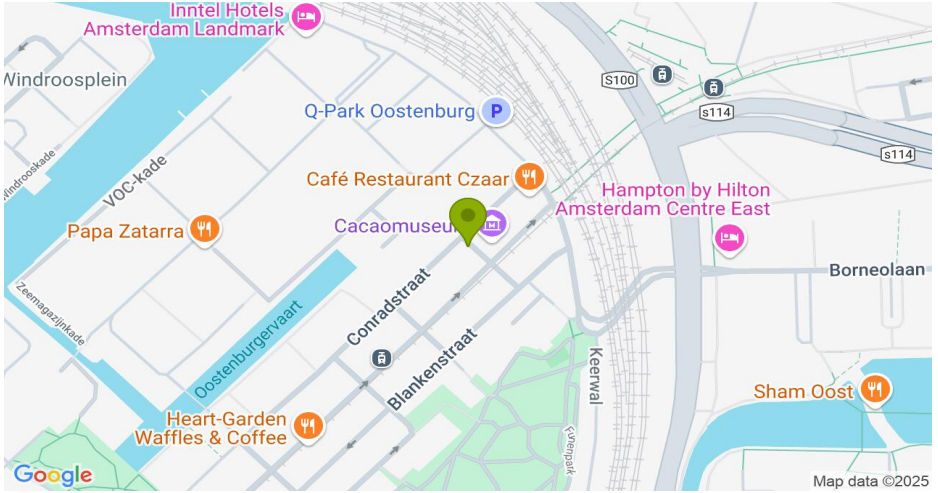 Inntel Hotels
Amsterdam Landmark
Windroosplein
S100
s114
Q-Park Oostenburg
P
s114
Windrooskade
VOC-kade
Café Restaurant Czaar
Hampton by Hilton
Amsterdam Centre East
Papa Zatarra
Cacaomuseum
Borneolaan
Zeemagazijnkade
Conradstraat
Oostenburgervaart
Blankenstraat
Keerwal
Sham Oost
Heart-Garden
Waffles & Coffee
Google
Map data ©2025